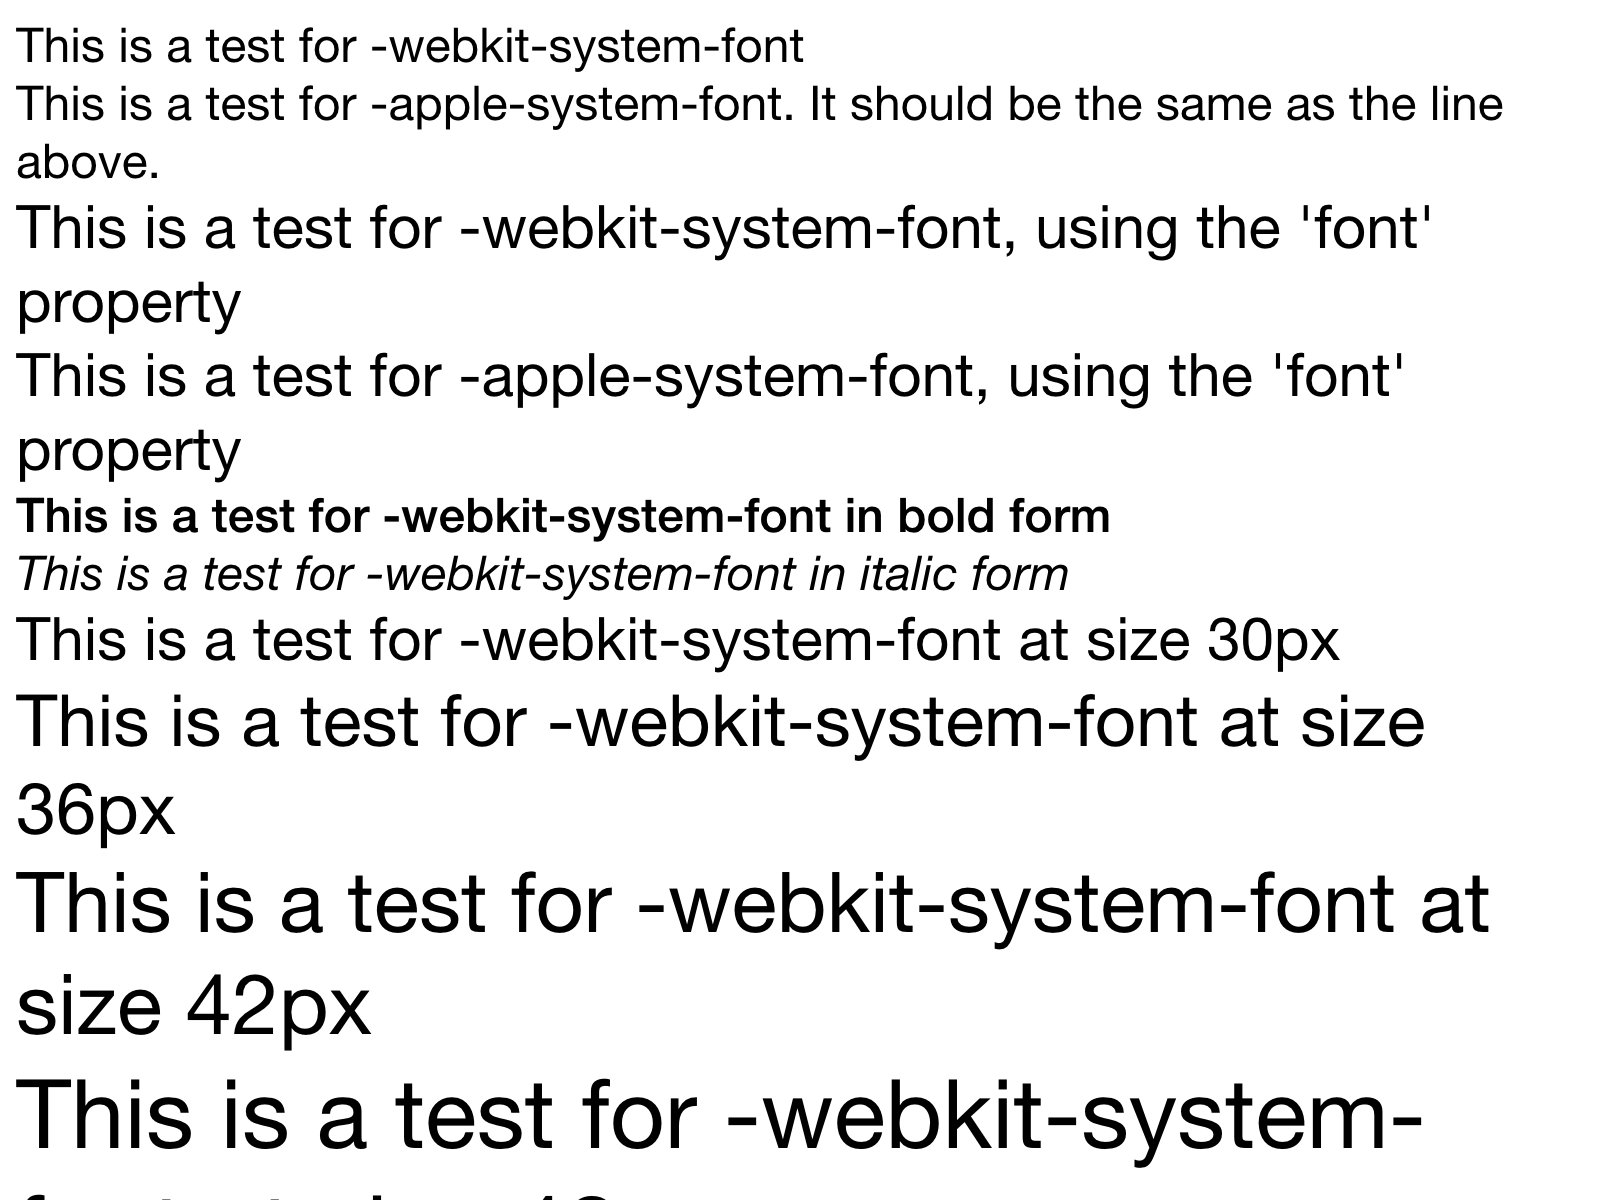 This is a test for -webkit-system-font
This is a test for -apple-system-font. It should be the same as the line
above.
This is a test for -webkit-system-font, using the 'font'
property
This is a test for -apple-system-font, using the 'font'
property
This is a test for -webkit-system-font in bold form
This is a test for -webkit-system-font in italic form
This is a test for -webkit-system-font at size 30px
This is a test for -webkit-system-font at size
36px
This is a test for -webkit-system-font at
size 42px
This is a test for -webkit-system-